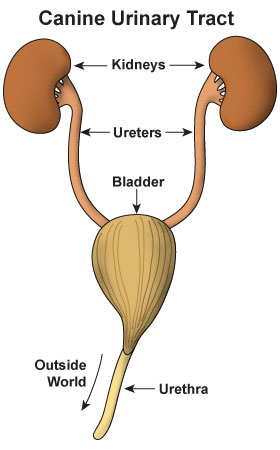 Canine Urinary Tract
Kidneys
Ureters
Bladder
Outside
World
Urethra